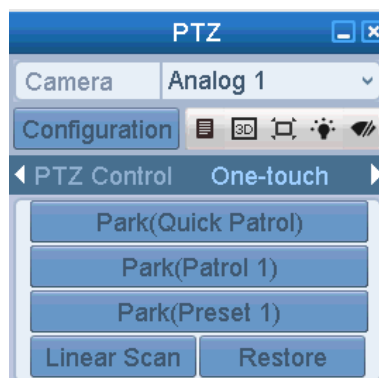 PTZ
Camera Analog 1
Configuration 3D
PTZ Control One-touch
Park(Quick Patrol)
Park(Patrol 1)
Park(Preset 1)
Linear Scan Restore